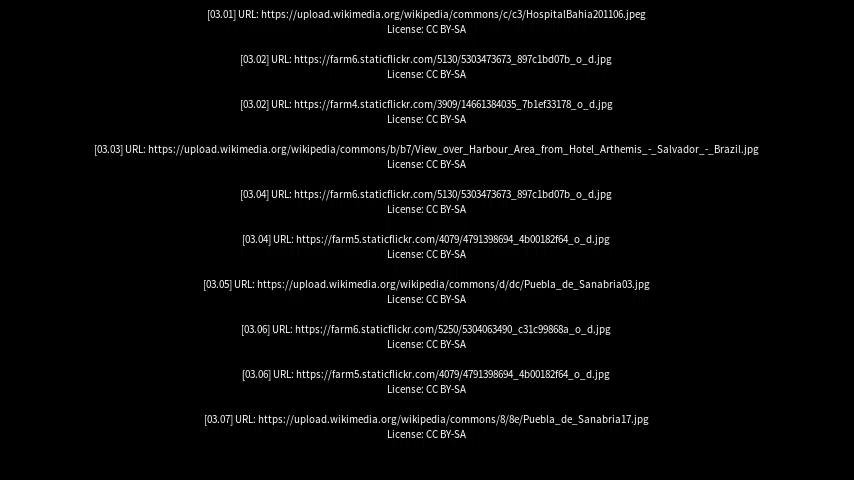 [03.01] URL: https://upload.wikimedia.org/wikipedia/commons/c/c3/HospitalBahia201106.jpeg
License: CC BY-SA
[03.02] URL: https://farm6.staticflickr.com/5130/5303473673_897c1bd07b_o_d.jpg
License: CC BY-SA
[03.02] URL: https://farm4.staticflickr.com/3909/14661384035_7b1ef33178_o_d.jpg
License: CC BY-SA
[03.03] URL: https://upload.wikimedia.org/wikipedia/commons/b/b7/View_over_Harbour_Area_from_Hotel_Arthemis_-_Salvador_-_Brazil.jpg
License: CC BY-SA
[03.04] URL: https://farm6.staticflickr.com/5130/5303473673_897c1bd07b_o_d.jpg
License: CC BY-SA
[03.04] URL: https://farm5.staticflickr.com/4079/4791398694_4b00182f64_o_d.jpg
License: CC BY-SA
[03.05] URL: https://upload.wikimedia.org/wikipedia/commons/d/dc/Puebla_de_Sanabria03.jpg
License: CC BY-SA
[03.06] URL: https://farm6.staticflickr.com/5250/5304063490_c31c99868a_o_d.jpg
License: CC BY-SA
[03.06] URL: https://farm5.staticflickr.com/4079/4791398694_4b00182f64_o_d.jpg
License: CC BY-SA
[03.07] URL: https://upload.wikimedia.org/wikipedia/commons/8/8e/Puebla_de_Sanabria17.jpg
License: CC BY-SA